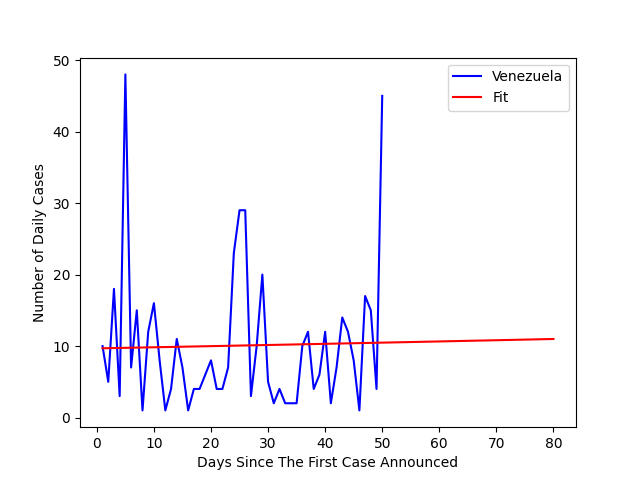 50
40
30
20
10
0
Number of Daily Cases
Venezuela
Fit
0 10 20 30 40 50 60 70 80
Days Since The First Case Announced